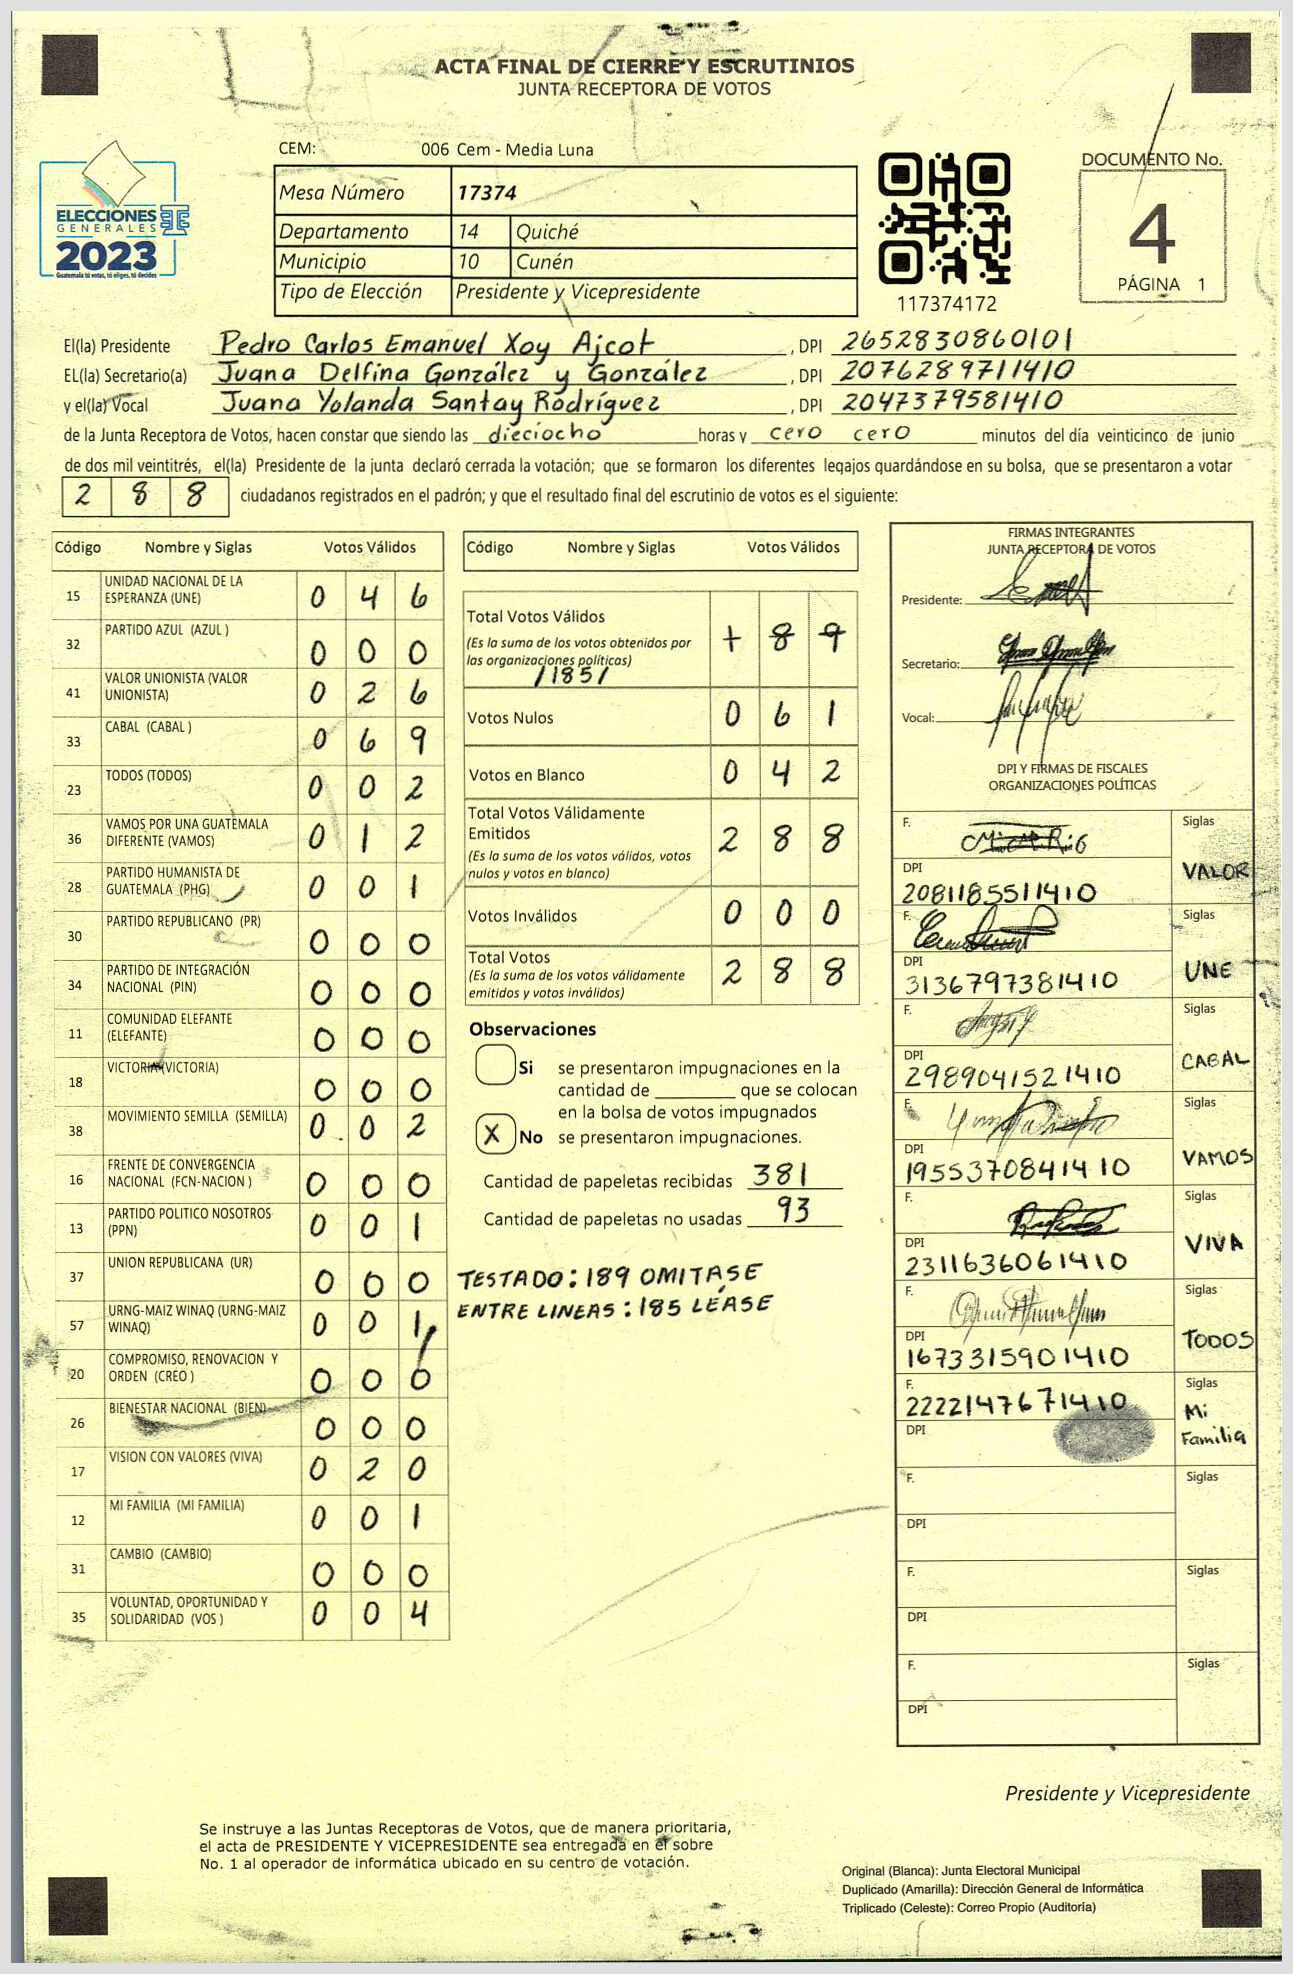 ACTA FINAL DE CIERRE Y ESCRUTINIOS
JUNTA RECEPTORA DE VOTOS
ELECCIONES
GENERALES
2023
Guatemala tú votas, tú eliges, tú decides
CEM: 006 Cem - Media Luna
Mesa Número 17374
Departamento 14 Quiché
Municipio 10 Cunén
Tipo de Elección Presidente y Vicepresidente
117374172
DOCUMENTO No.
4
PÁGINA 1
El(la) Presidente Pedro Carlos Emanuel Xoy Ajcot , DPI 2652830860101
EL(la) Secretario(a) Juana Delfina González y González , DPI 2076289711410
y el(la) Vocal Juana Yolanda Santay Rodríguez , DPI 2047379581410
de la Junta Receptora de Votos, hacen constar que siendo las dieciocho horas y cero cero minutos del día veinticinco de junio
de dos mil veintitrés, el(la) Presidente de la junta declaró cerrada la votación; que se formaron los diferentes legajos quardándose en su bolsa, que se presentaron a votar
2 8 8 ciudadanos registrados en el padrón; y que el resultado final del escrutinio de votos es el siguiente:
Código Nombre y Siglas Votos Válidos
15 UNIDAD NACIONAL DE LA
ESPERANZA (UNE) 0 4 6
32 PARTIDO AZUL (AZUL ) 0 0 0
41 VALOR UNIONISTA (VALOR
UNIONISTA) 0 2 6
33 CABAL (CABAL ) 0 6 9
23 TODOS (TODOS) 0 0 2
36 VAMOS POR UNA GUATEMALA
DIFERENTE (VAMOS) 0 1 2
28 PARTIDO HUMANISTA DE
GUATEMALA (PHG) 0 0 1
30 PARTIDO REPUBLICANO (PR) 0 0 0
34 PARTIDO DE INTEGRACIÓN
NACIONAL (PIN) 0 0 0
11 COMUNIDAD ELEFANTE
(ELEFANTE) 0 0 0
18 VICTORIA (VICTORIA) 0 0 0
38 MOVIMIENTO SEMILLA (SEMILLA) 0 0 2
16 FRENTE DE CONVERGENCIA
NACIONAL (FCN-NACION ) 0 0 0
13 PARTIDO POLITICO NOSOTROS
(PPN) 0 0 1
37 UNION REPUBLICANA (UR) 0 0 0
57 URNG-MAIZ WINAQ (URNG-MAIZ
WINAQ) 0 0 1
20 COMPROMISO, RENOVACION Y
ORDEN (CREO ) 0 0 0
26 BIENESTAR NACIONAL (BIEN) 0 0 0
17 VISION CON VALORES (VIVA) 0 2 0
12 MI FAMILIA (MI FAMILIA) 0 0 1
31 CAMBIO (CAMBIO) 0 0 0
35 VOLUNTAD, OPORTUNIDAD Y
SOLIDARIDAD (VOS ) 0 0 4
Código Nombre y Siglas Votos Válidos
Total Votos Válidos 1 8 9
(Es la suma de los votos obtenidos por
las organizaciones políticas)
/185/
Votos Nulos 0 6 1
Votos en Blanco 0 4 2
Total Votos Válidamente
Emitidos 2 8 8
(Es la suma de los votos válidos, votos
nulos y votos en blanco)
Votos Inválidos 0 0 0
Total Votos 2 8 8
(Es la suma de los votos válidamente
emitidos y votos inválidos)
Observaciones
Si se presentaron impugnaciones en la
cantidad de ________ que se colocan
en la bolsa de votos impugnados
X No se presentaron impugnaciones.
Cantidad de papeletas recibidas 381
Cantidad de papeletas no usadas 93
TESTADO: 189 OMITASE
ENTRE LINEAS: 185 LÉASE
FIRMAS INTEGRANTES
JUNTA RECEPTORA DE VOTOS
Presidente:
Secretario:
Vocal:
DPI Y FIRMAS DE FISCALES
ORGANIZACIONES POLÍTICAS
F. Siglas
DPI VALOR
2081185511410
F. Siglas
DPI UNE
3136797381410
F. Siglas
DPI CABAL
2989041521410
F. Siglas
DPI VAMOS
1955370841410
F. Siglas
DPI VIVA
2311636061410
F. Siglas
DPI TODOS
1673315901410
F. Siglas
2222147671410 Mi
DPI Familia
F. Siglas
DPI
F. Siglas
DPI
F. Siglas
DPI
Presidente y Vicepresidente
Se instruye a las Juntas Receptoras de Votos, que de manera prioritaria,
el acta de PRESIDENTE Y VICEPRESIDENTE sea entregada en el sobre
No. 1 al operador de informática ubicado en su centro de votación.
Original (Blanca): Junta Electoral Municipal
Duplicado (Amarilla): Dirección General de Informática
Triplicado (Celeste): Correo Propio (Auditoría)